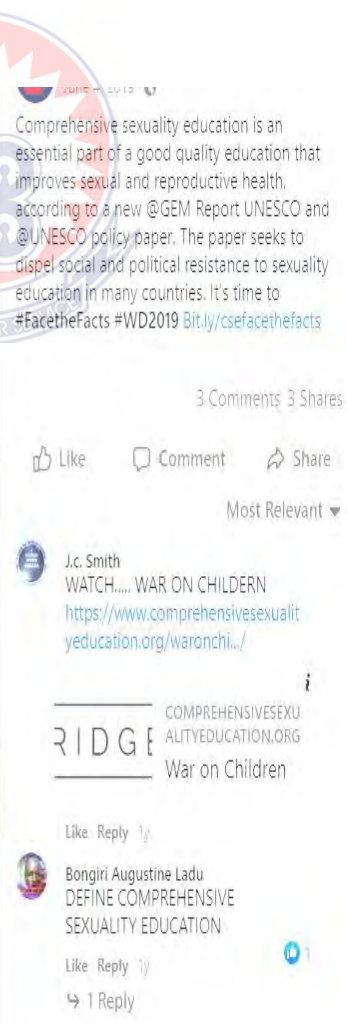 June 4, 2019
Comprehensive sexuality education is an
essential part of a good quality education that
improves sexual and reproductive health,
according to a new @GEM Report UNESCO and
@UNESCO policy paper. The paper seeks to
dispel social and political resistance to sexuality
education in many countries. It's time to
#FacetheFacts #WD2019 Bit.ly/csefacethefacts
3 Comments 3 Shares
Like Comment Share
Most Relevant
J.c. Smith
WATCH..... WAR ON CHILDERN
https://www.comprehensivesexualit
yeducation.org/waronchi.../
i
RIDGE
COMPREHENSIVESEXU
ALITYEDUCATION.ORG
War on Children
Like Reply 1y
Bongiri Augustine Ladu
DEFINE COMPREHENSIVE
SEXUALITY EDUCATION
1
Like Reply 1y
1 Reply